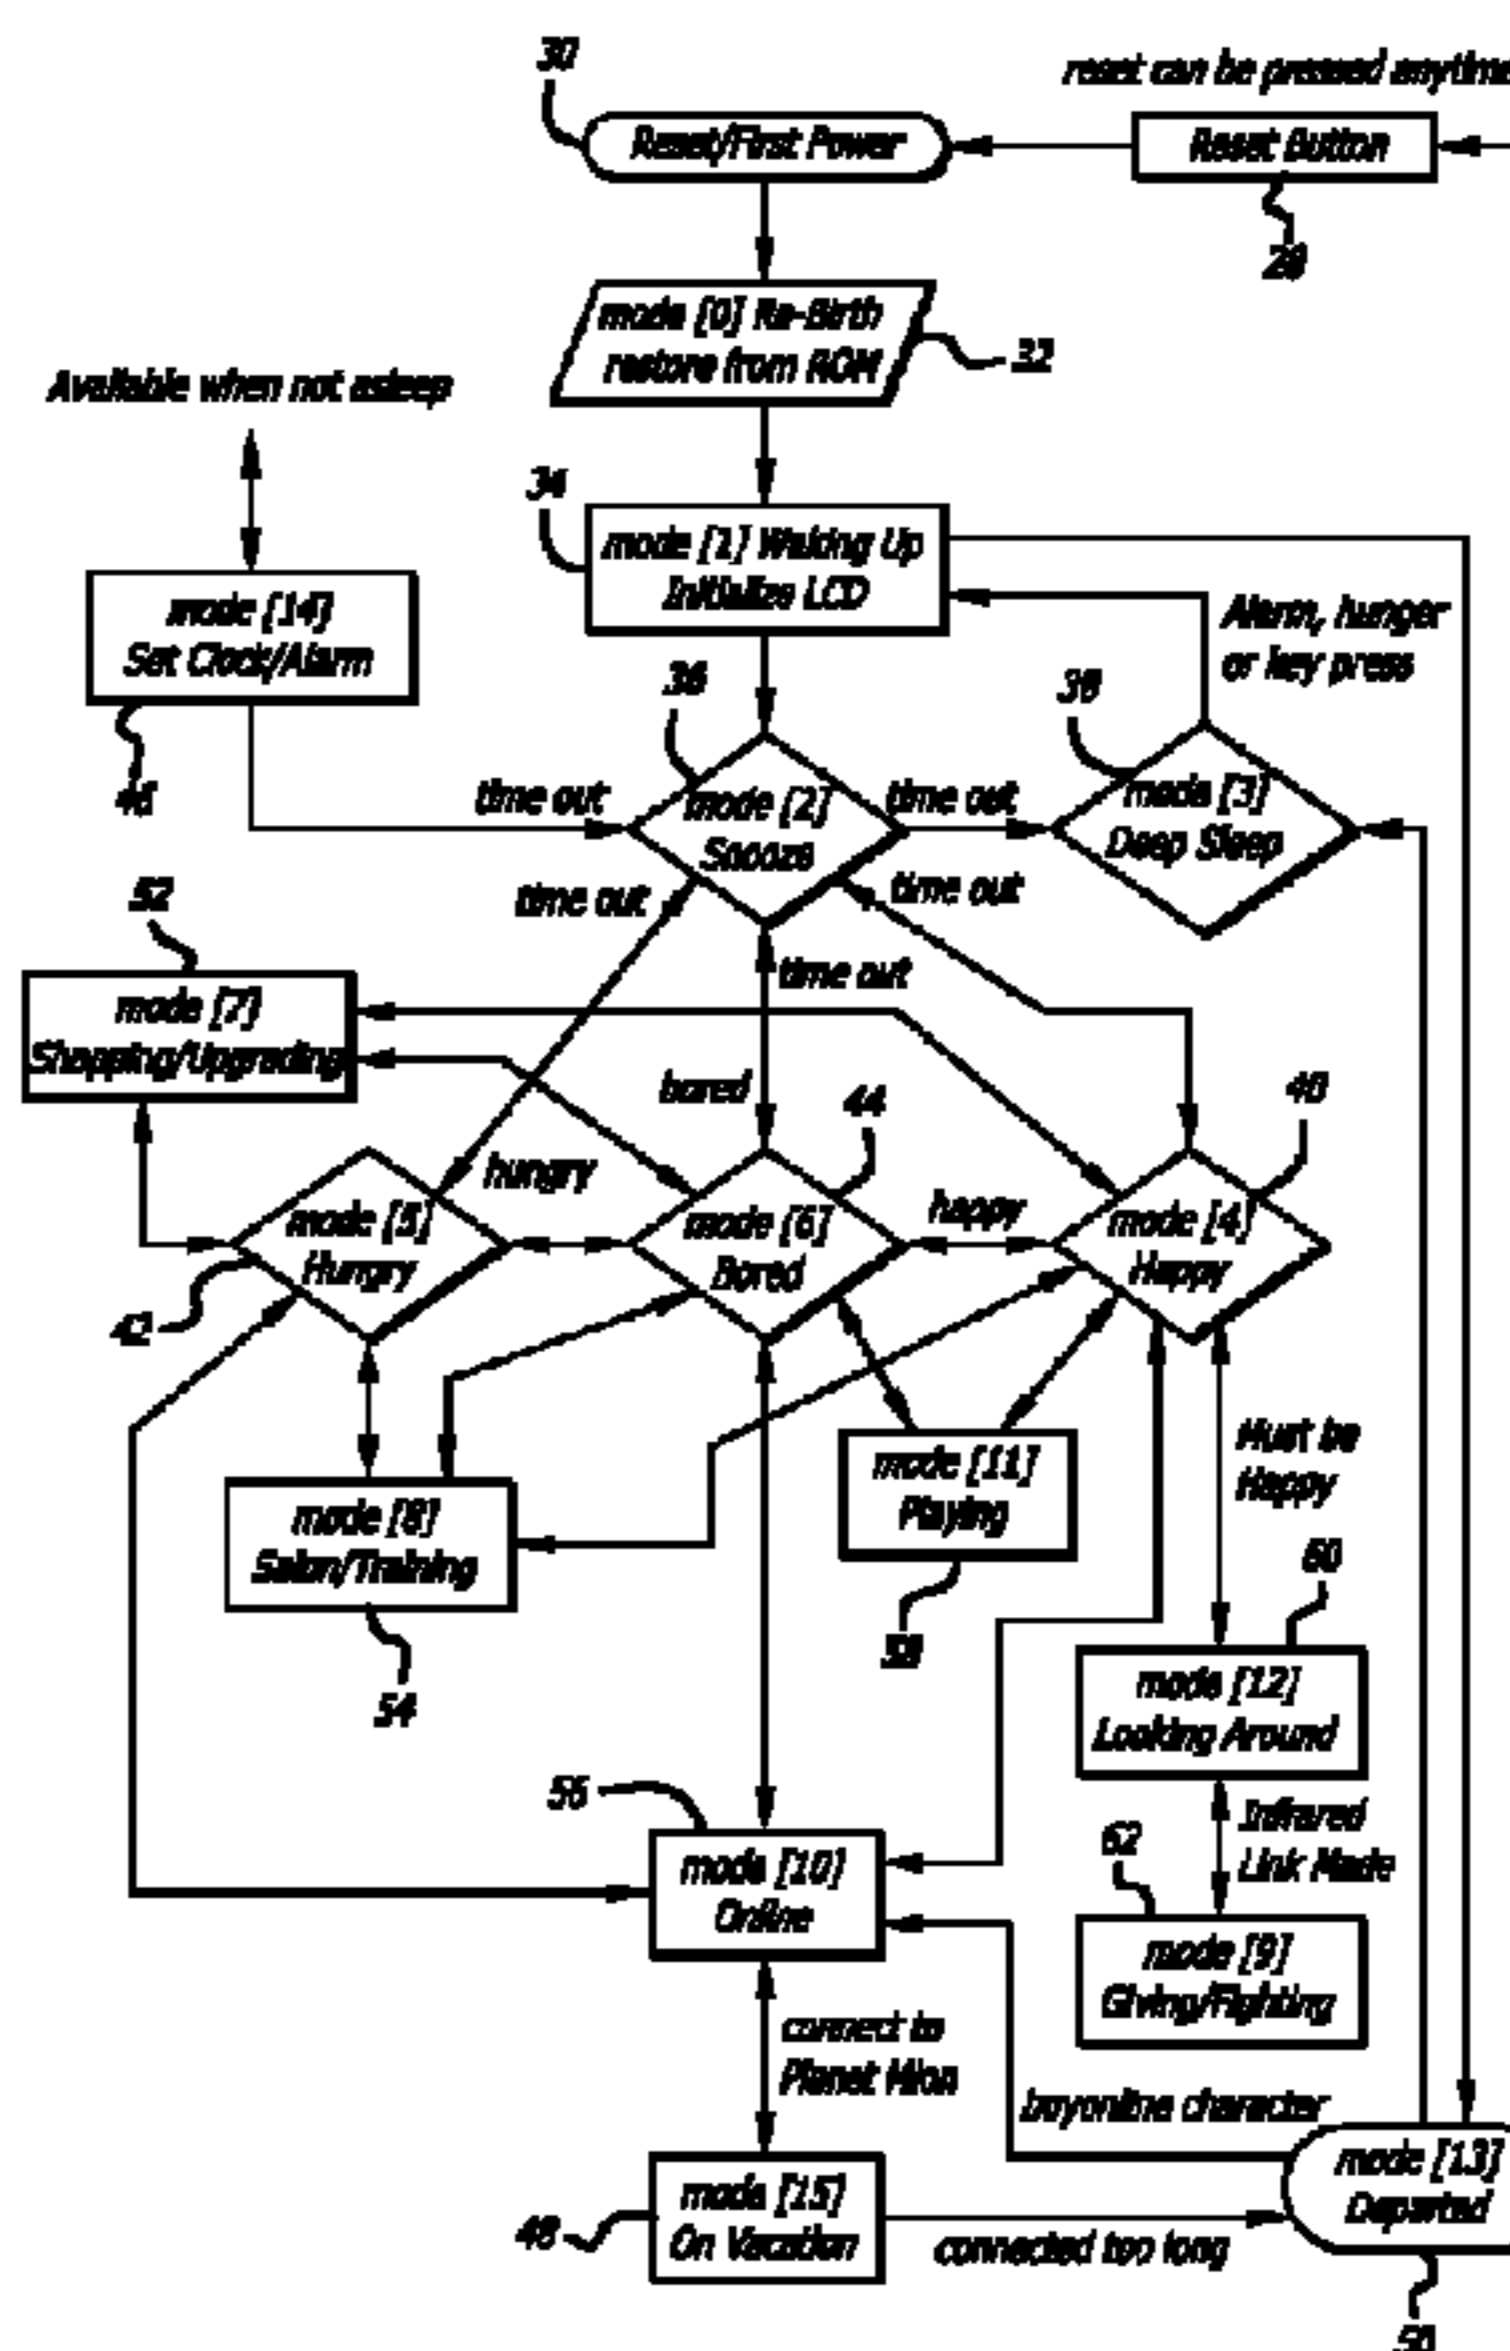 30
reset can be pressed anytime
Reset/First Power
Reset Button
28
mode [0] Re-Birth
restore from ROM
32
Available when not asleep
34
mode [1] Waking Up
Initialize LCD
mode [14]
Set Clock/Alarm
Alarm, hunger
or key press
36
38
46
time out
mode [2]
Snooze
time out
mode [3]
Deep Sleep
52
time out
time out
time out
mode [7]
Shopping/Upgrading
bored
44
40
hungry
happy
mode [5]
Hungry
mode [6]
Bored
mode [4]
Happy
42
Must be
Happy
mode [11]
Playing
mode [8]
Salon/Training
60
58
54
mode [12]
Looking Around
56
Infrared
Link Made
62
mode [10]
Online
mode [9]
Giving/Fighting
connect to
Planet Mion
buyonline character
mode [13]
Departed
mode [15]
On Vacation
48
connected too long
50